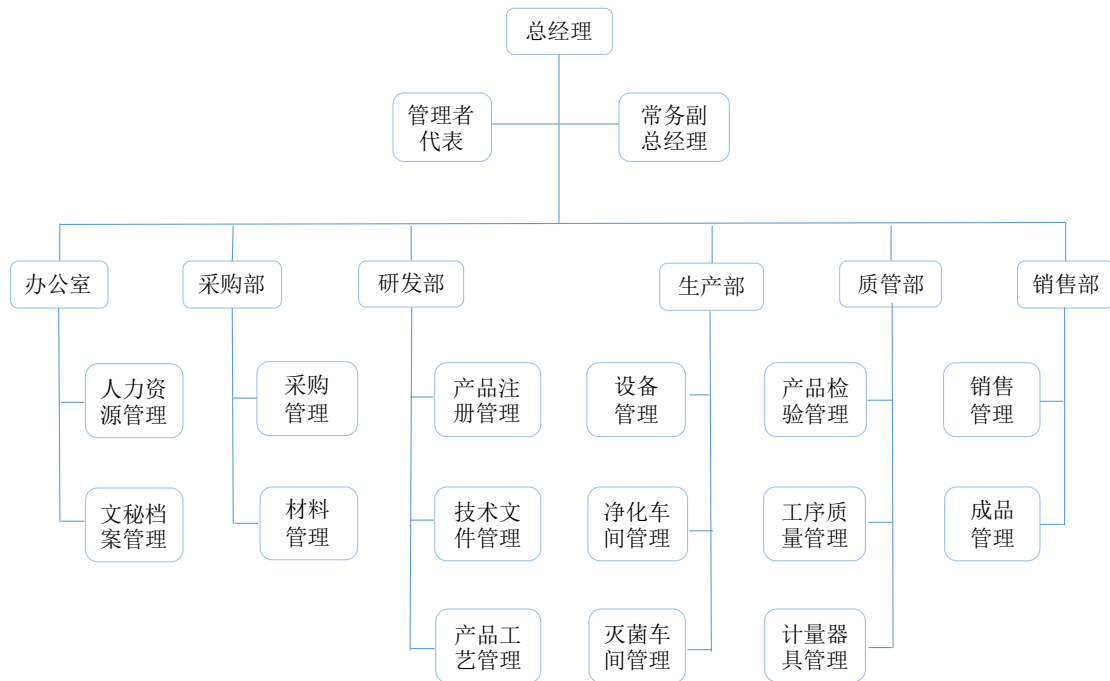 总经理
管理者
代表
常务副
总经理
办公室
采购部
研发部
生产部
质管部
销售部
人力资
源管理
采购
管理
产品注
册管理
设备
管理
产品检
验管理
销售
管理
文秘档
案管理
材料
管理
技术文
件管理
净化车
间管理
工序质
量管理
成品
管理
产品工
艺管理
灭菌车
间管理
计量器
具管理